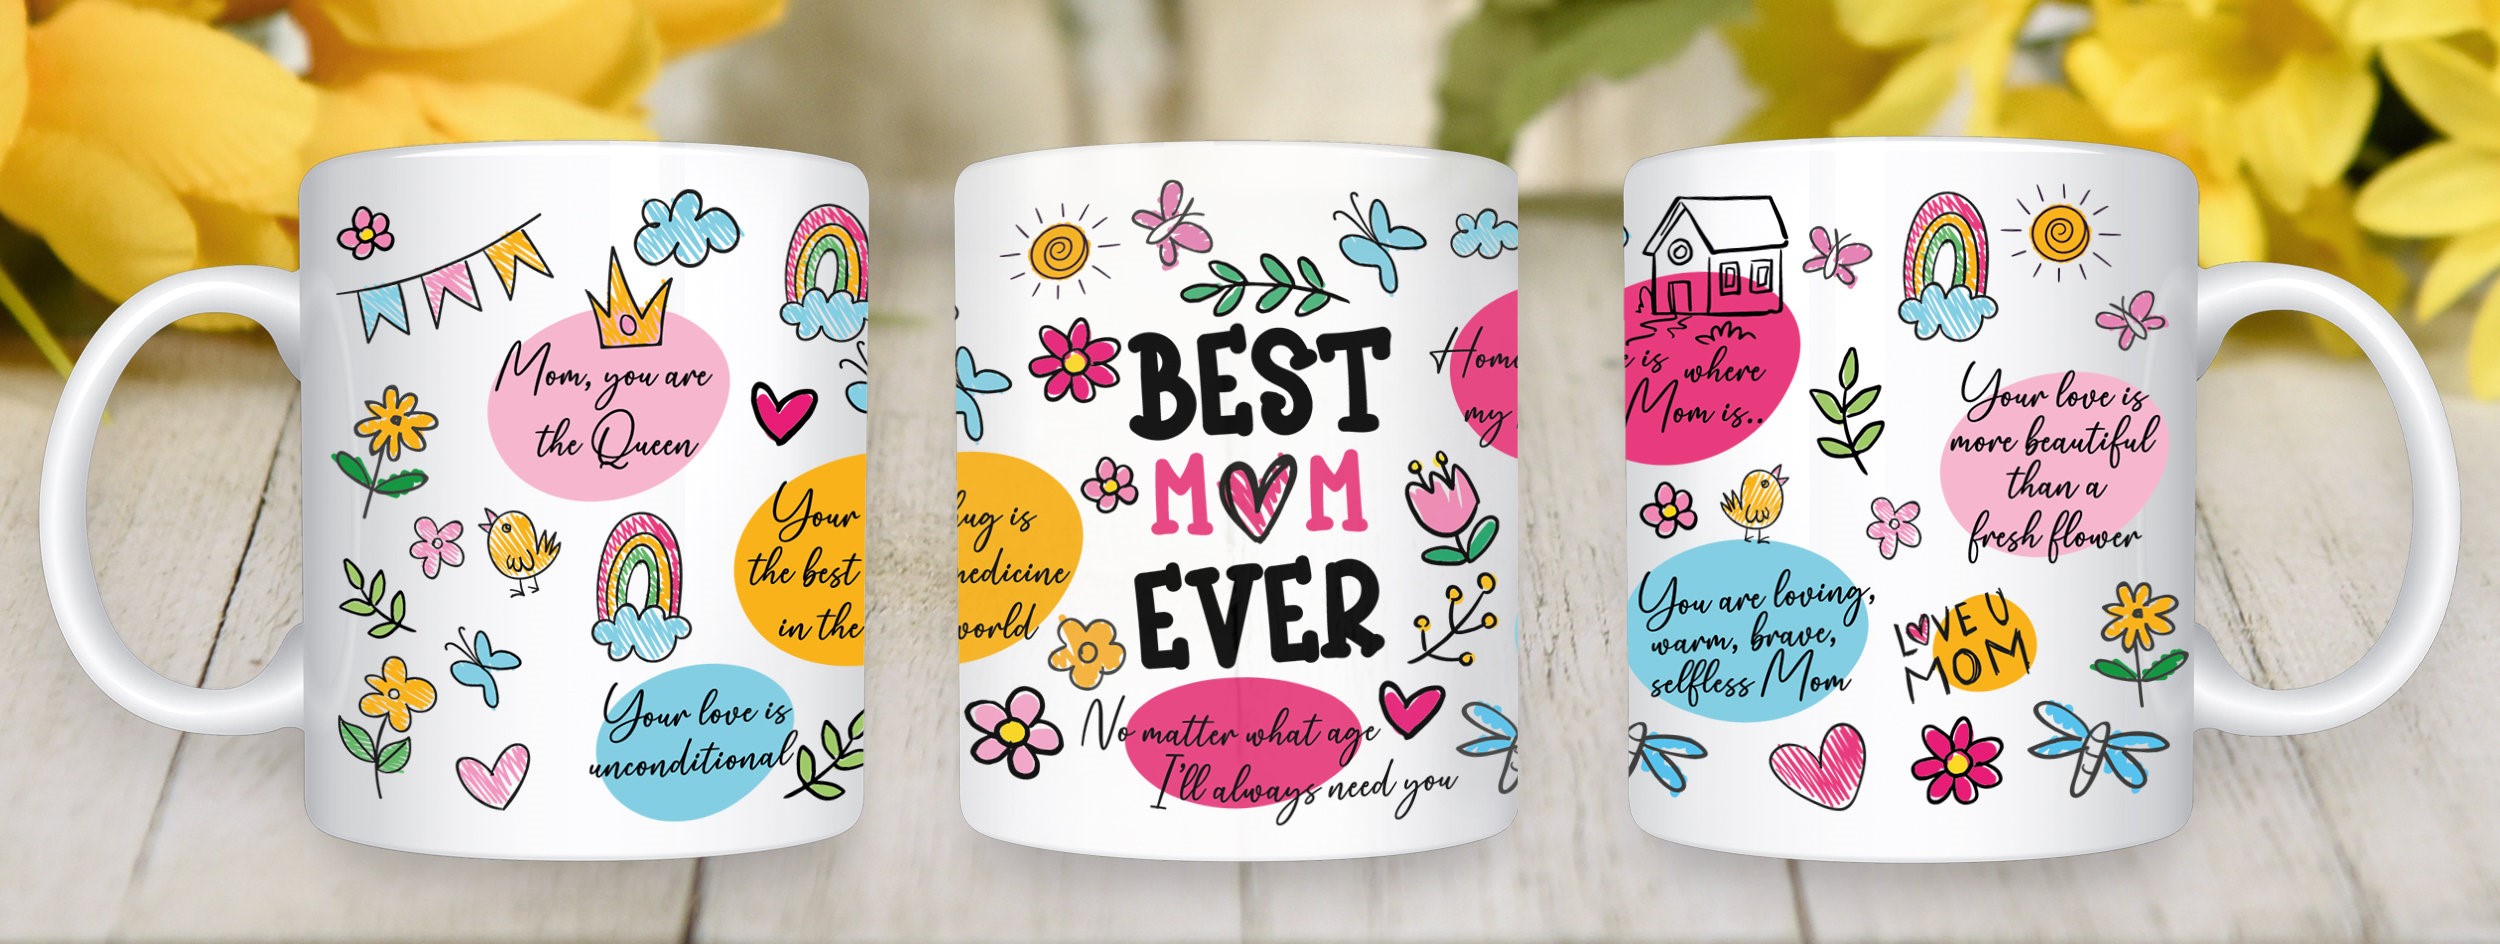 Mom, you are
the Queen
Your
the best
in the
Your love is
unconditional
hug is
medicine
world
BEST
MOM
EVER
Home
my
No matter what age
I'll always need you
is where
Mom is..
Your love is
more beautiful
than a
fresh flower
You are loving,
warm, brave,
selfless Mom
LOVE U
MOM